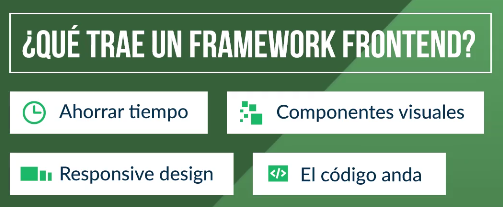 ¿QUÉ TRAE UN FRAMEWORK FRONTEND?
Ahorrar tiempo
Componentes visuales
Responsive design
El código anda